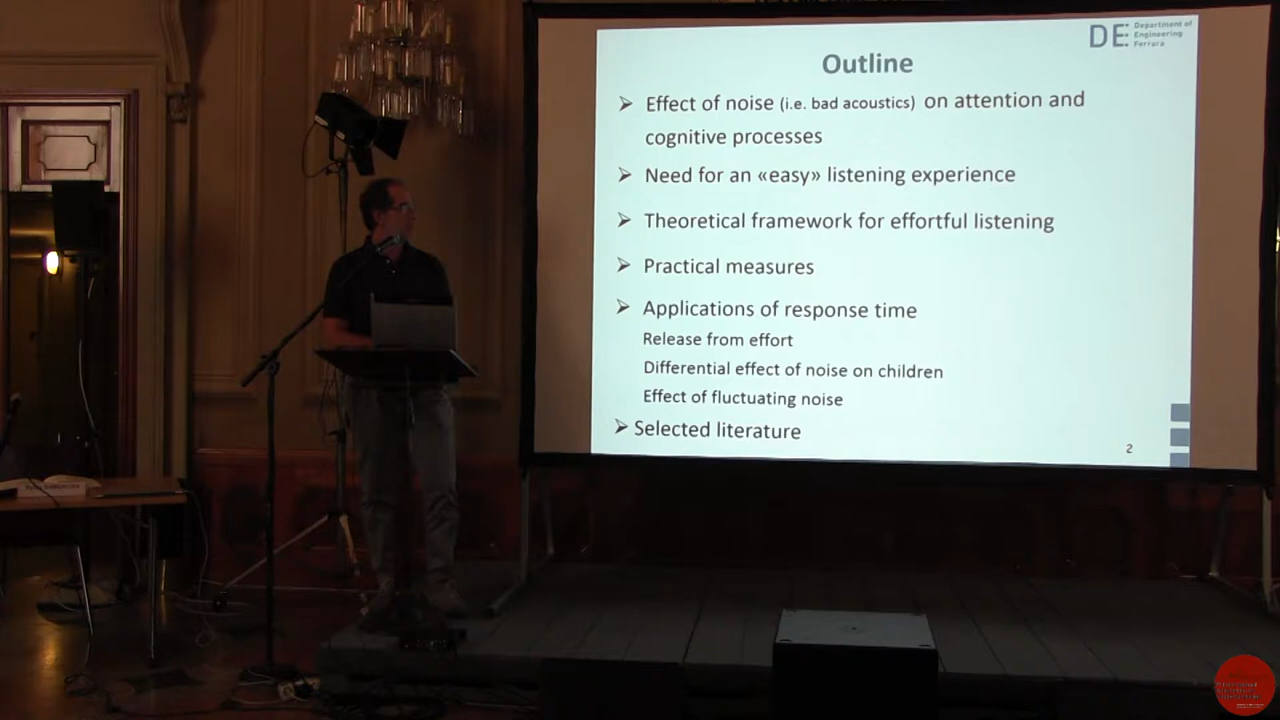 DE:
Department of
Engineering
Ferrara
Outline
➢ Effect of noise (i.e. bad acoustics) on attention and
cognitive processes
➢ Need for an «easy» listening experience
➢ Theoretical framework for effortful listening
➢ Practical measures
➢ Applications of response time
Release from effort
Differential effect of noise on children
Effect of fluctuating noise
➢ Selected literature
2